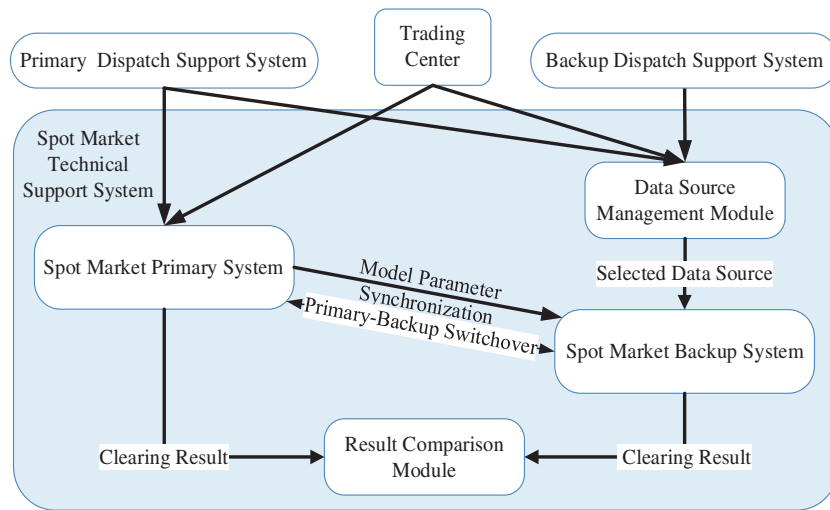 Primary Dispatch Support System
Trading
Center
Backup Dispatch Support System
Spot Market
Technical
Support System
Data Source
Management Module
Spot Market Primary System
Model Parameter
Synchronization
Primary-Backup Switchover
Selected Data Source
Spot Market Backup System
Clearing Result
Result Comparison
Module
Clearing Result